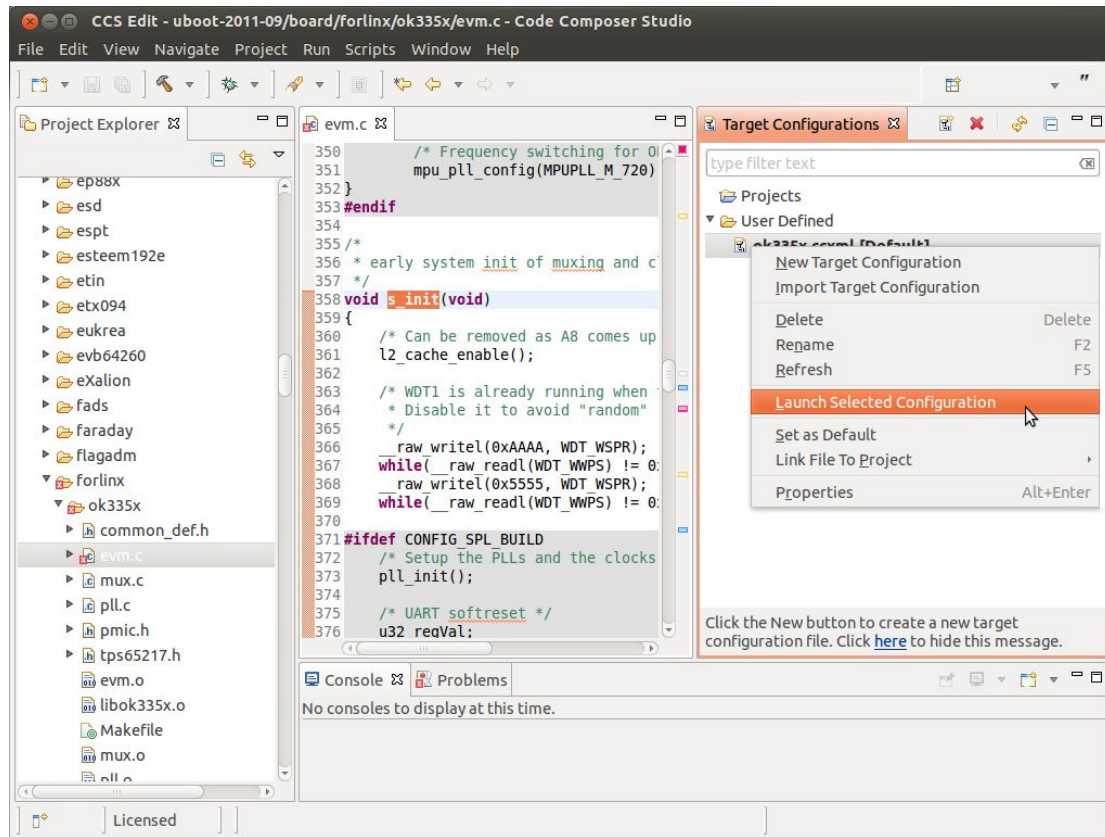 CCS Edit - uboot-2011-09/board/forlinx/ok335x/evm.c - Code Composer Studio
File Edit View Navigate Project Run Scripts Window Help
Project Explorer
ep88x
esd
espt
esteem192e
etin
etx094
eukrea
evb64260
eXalion
fads
faraday
flagadm
forlinx
ok335x
common_def.h
evm.c
mux.c
pll.c
pmic.h
tps65217.h
evm.o
libok335x.o
Makefile
mux.o
pll.o
evm.c
350 /* Frequency switching for
351 mpu_pll_config(MPUPLL_M_720)
352 }
353 #endif
354
355 /*
356 * early system init of muxing and
357 */
358 void s_init(void)
359 {
360 /* Can be removed as A8 comes up
361 l2_cache_enable();
362
363 /* WDT1 is already running when
364 * Disable it to avoid "random"
365 */
366 __raw_writel(0xAAAA, WDT_WSPR);
367 while(__raw_readl(WDT_WWPS) != 0
368 __raw_writel(0x5555, WDT_WSPR);
369 while(__raw_readl(WDT_WWPS) != 0
370
371 #ifdef CONFIG_SPL_BUILD
372 /* Setup the PLLs and the clocks
373 pll_init();
374
375 /* UART softreset */
376 u32 regVal;
Target Configurations
type filter text
Projects
User Defined
ok335x.ccxml [Default]
New Target Configuration
Import Target Configuration
Delete Delete
Rename F2
Refresh F5
Launch Selected Configuration
Set as Default
Link File To Project
Properties Alt+Enter
Click the New button to create a new target
configuration file. Click here to hide this message.
Console Problems
No consoles to display at this time.
Licensed